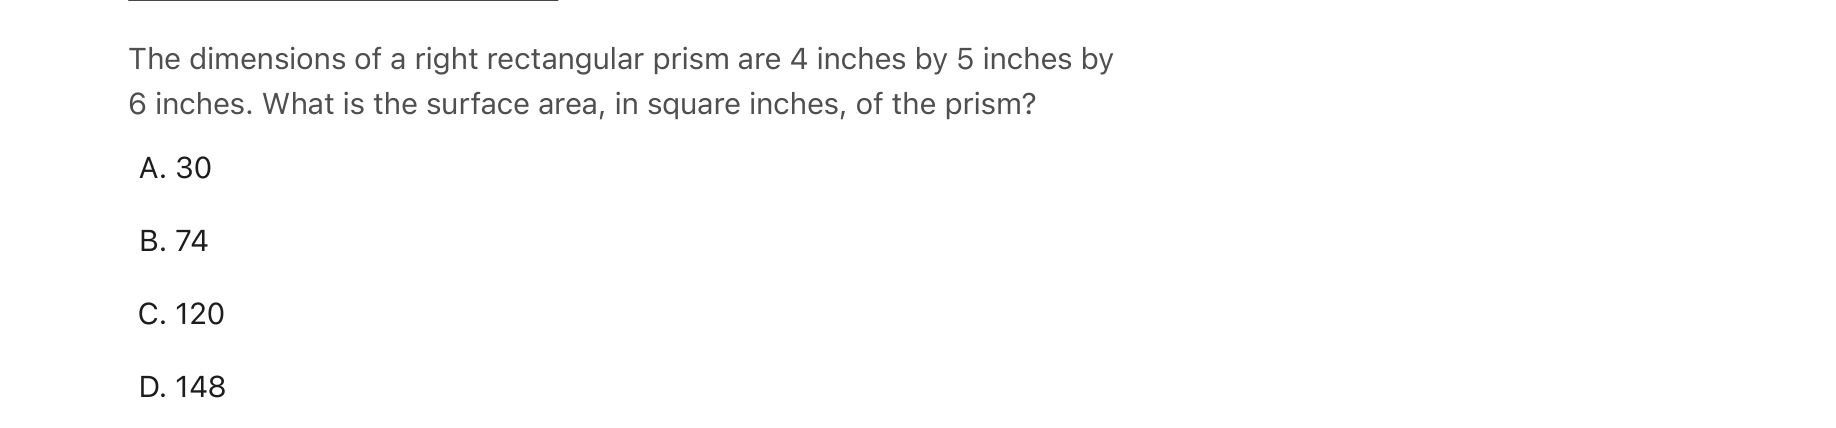 The dimensions of a right rectangular prism are 4 inches by 5 inches by
6 inches. What is the surface area, in square inches, of the prism?
A. 30
B. 74
C. 120
D. 148